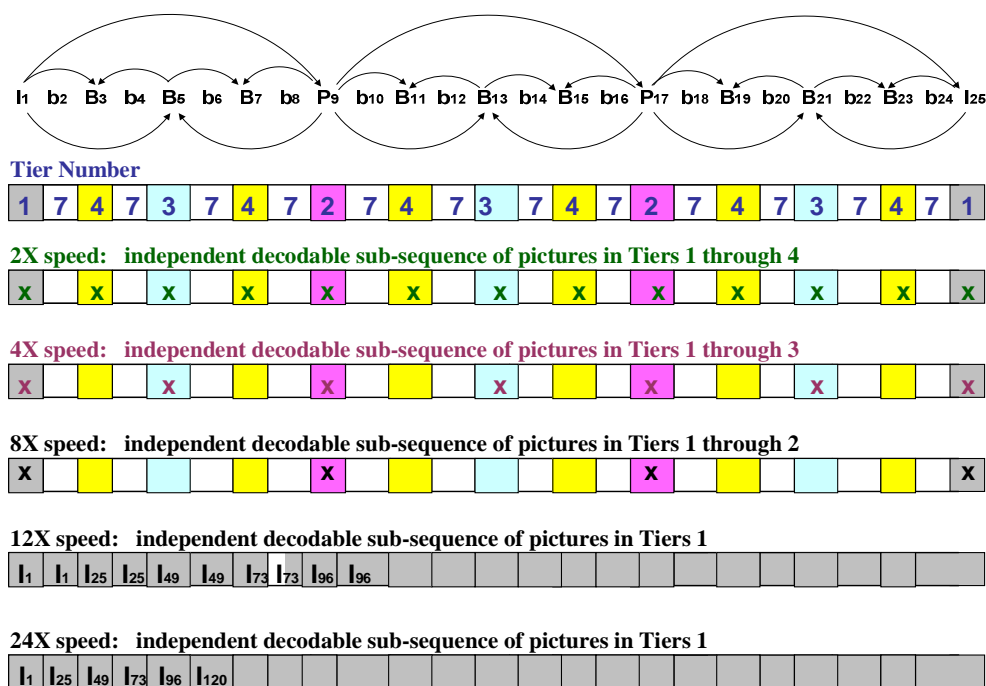 I1 b2 B3 b4 B5 b6 B7 b8 P9 b10 B11 b12 B13 b14 B15 b16 P17 b18 B19 b20 B21 b22 B23 b24 I25
Tier Number
1 7 4 7 3 7 4 7 2 7 4 7 3 7 4 7 2 7 4 7 3 7 4 7 1
2X speed: independent decodable sub-sequence of pictures in Tiers 1 through 4
x x x x x x x x x x x x x
4X speed: independent decodable sub-sequence of pictures in Tiers 1 through 3
x x x x x x x
8X speed: independent decodable sub-sequence of pictures in Tiers 1 through 2
x x x x
12X speed: independent decodable sub-sequence of pictures in Tiers 1
I1 I1 I25 I25 I49 I49 I73 I73 I96 I96
24X speed: independent decodable sub-sequence of pictures in Tiers 1
I1 I25 I49 I73 I96 I120